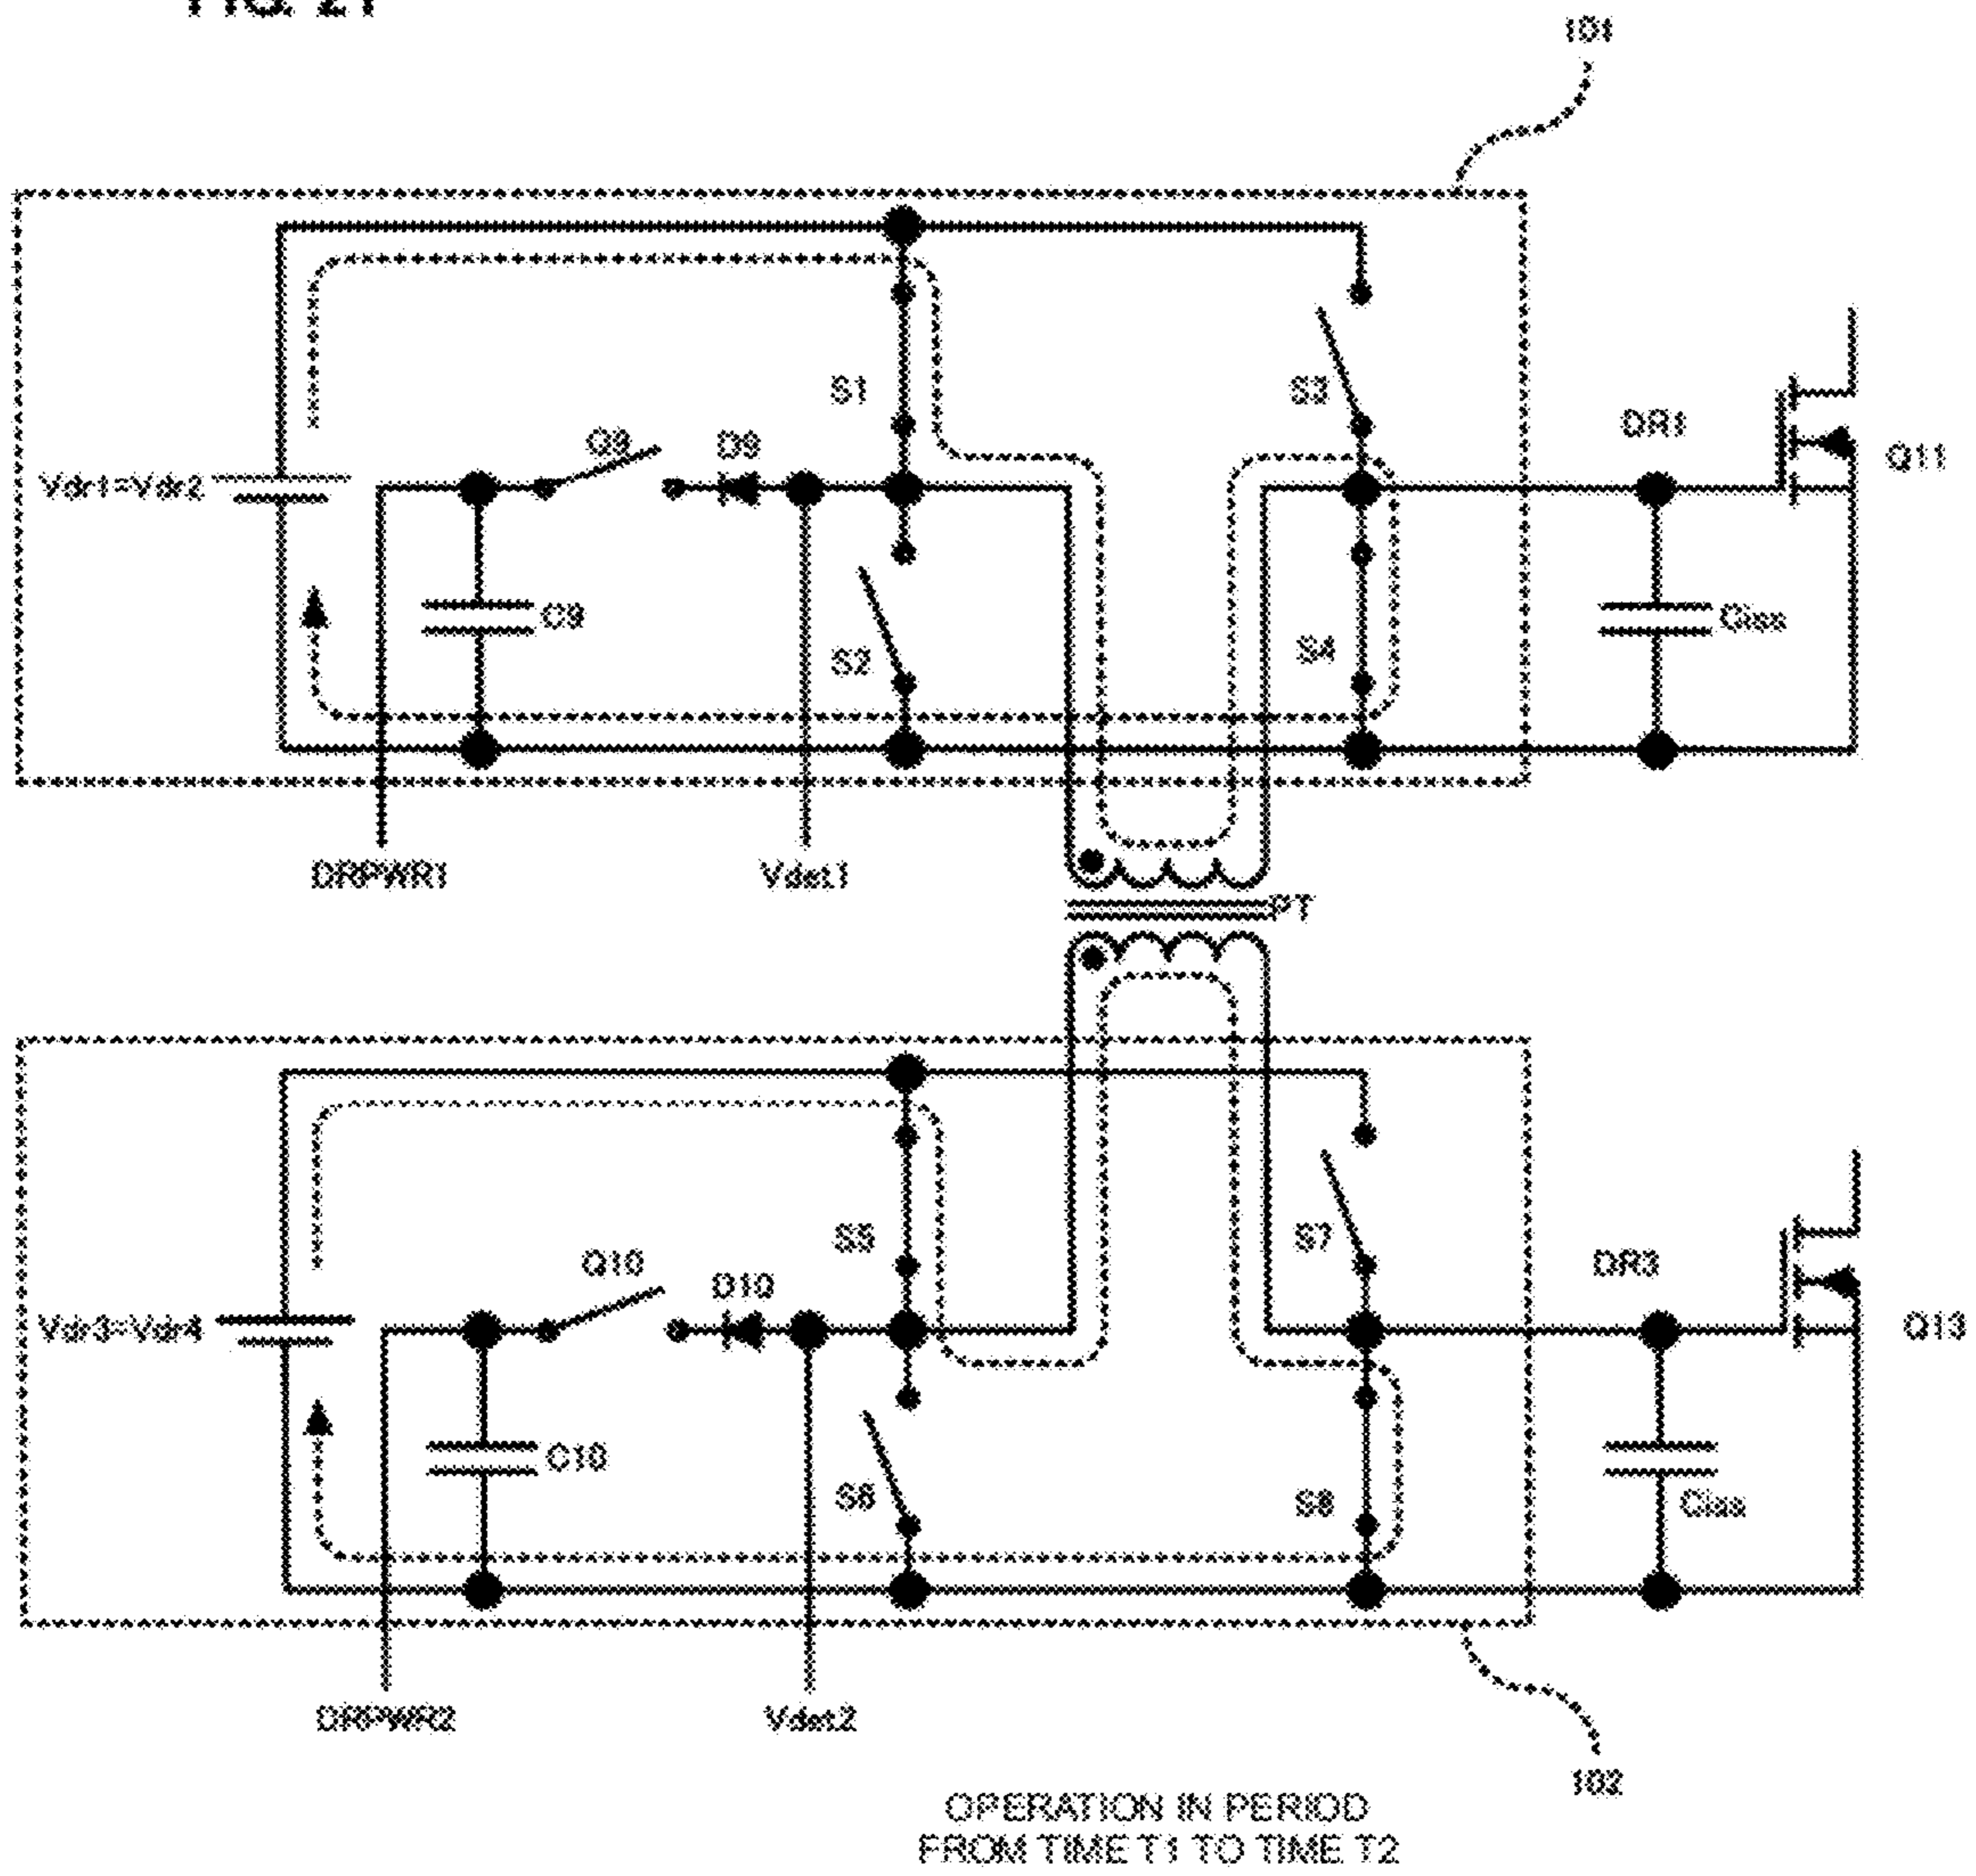 FIG. 21
101
S1
S3
DR1
Q9
D9
Q11
Vdr1=Vdr2
C9
Ciss
S2
S4
DRPWR1
Vdet1
PT
S5
S7
Q10
D10
DR3
Vdr3=Vdr4
Q13
C10
S6
S8
Ciss
DRPWR2
Vdet2
102
OPERATION IN PERIOD
FROM TIME T1 TO TIME T2